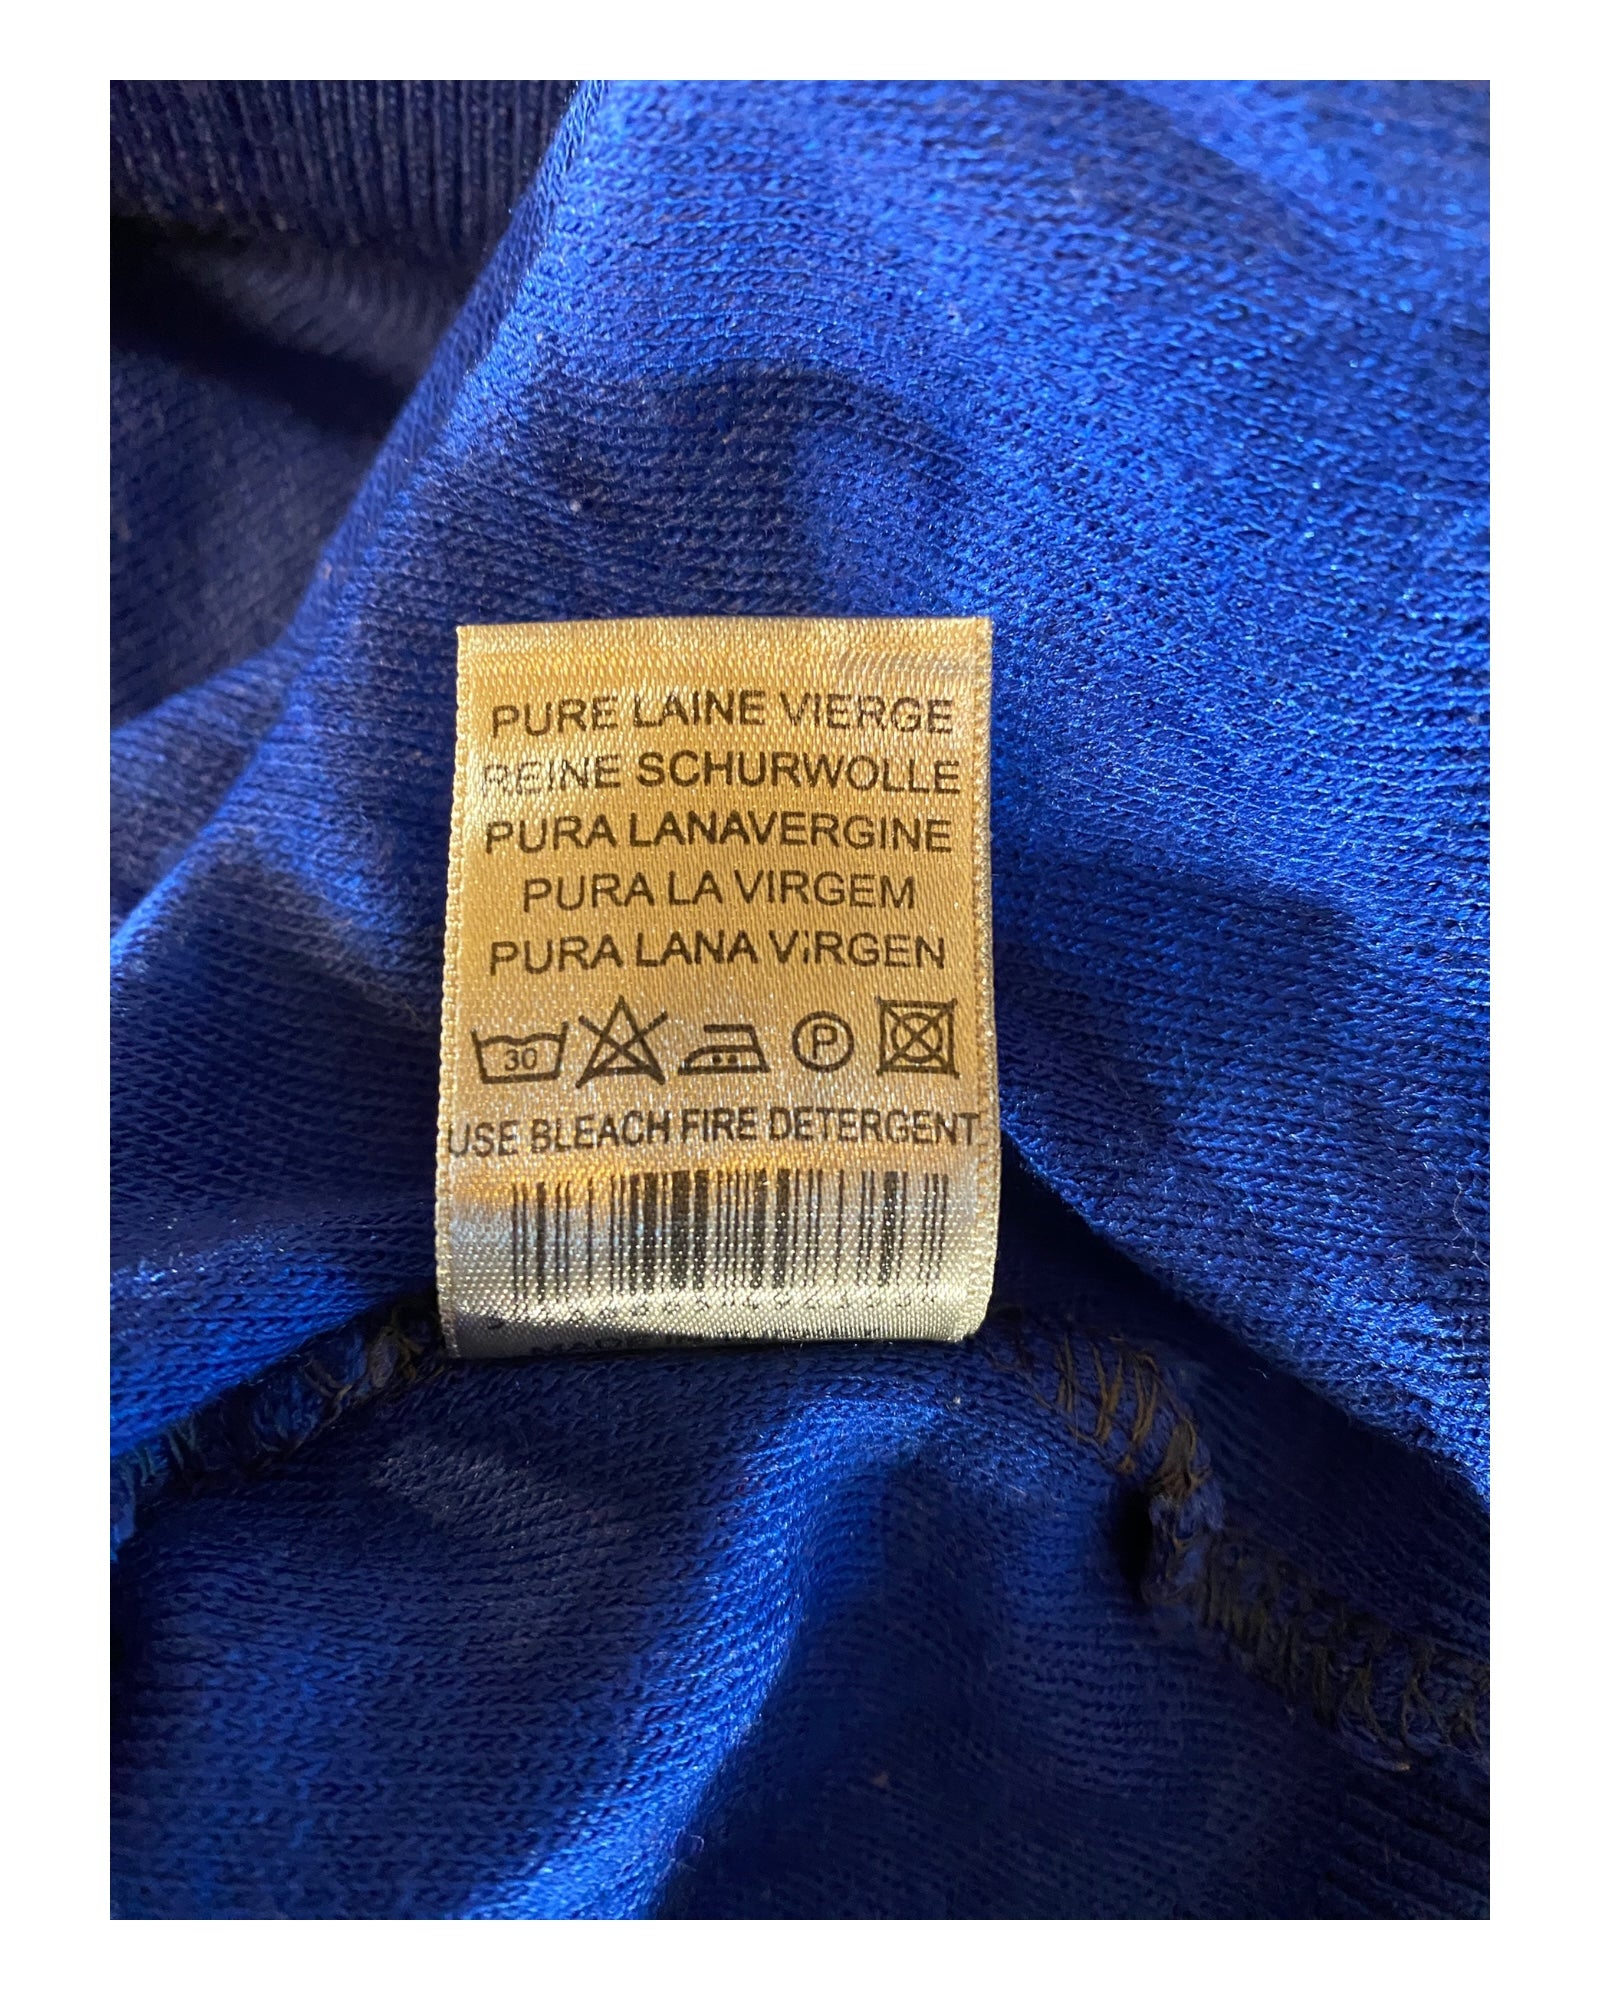 PURE LAINE VIERGE
REINE SCHURWOLLE
PURA LANAVERGINE
PURA LA VIRGEM
PURA LANA ViRGEN
30
P
USE BLEACH FIRE DETERGENT